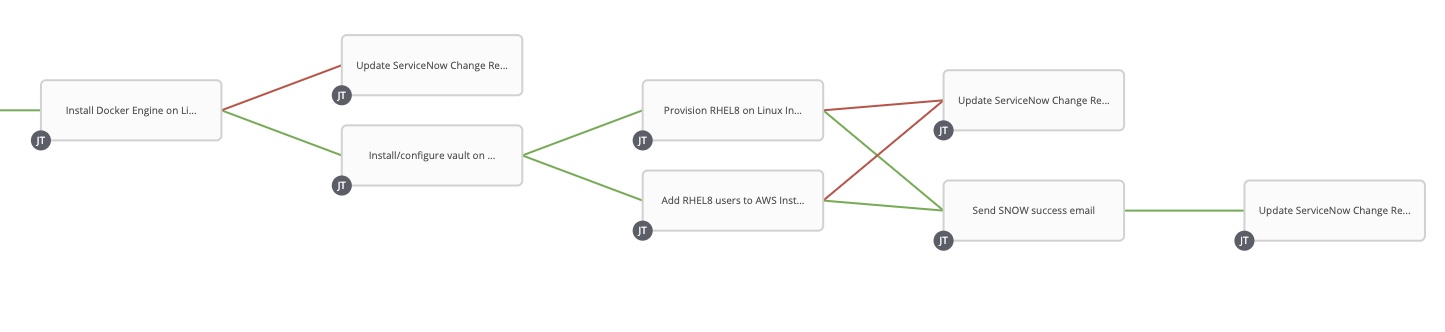 Install Docker Engine on Li...
JT
Update ServiceNow Change Re...
JT
Install/configure vault on ...
JT
Provision RHEL8 on Linux In...
JT
Add RHEL8 users to AWS Inst...
JT
Update ServiceNow Change Re...
JT
Send SNOW success email
JT
Update ServiceNow Change Re...
JT